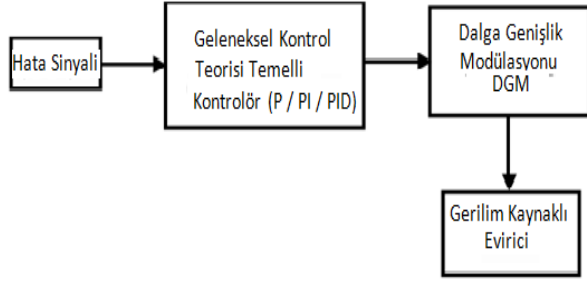 Hata Sinyali
Geleneksel Kontrol
Teorisi Temelli
Kontrolör (P / PI / PID)
Dalga Genişlik
Modülasyonu
DGM
Gerilim Kaynaklı
Evirici